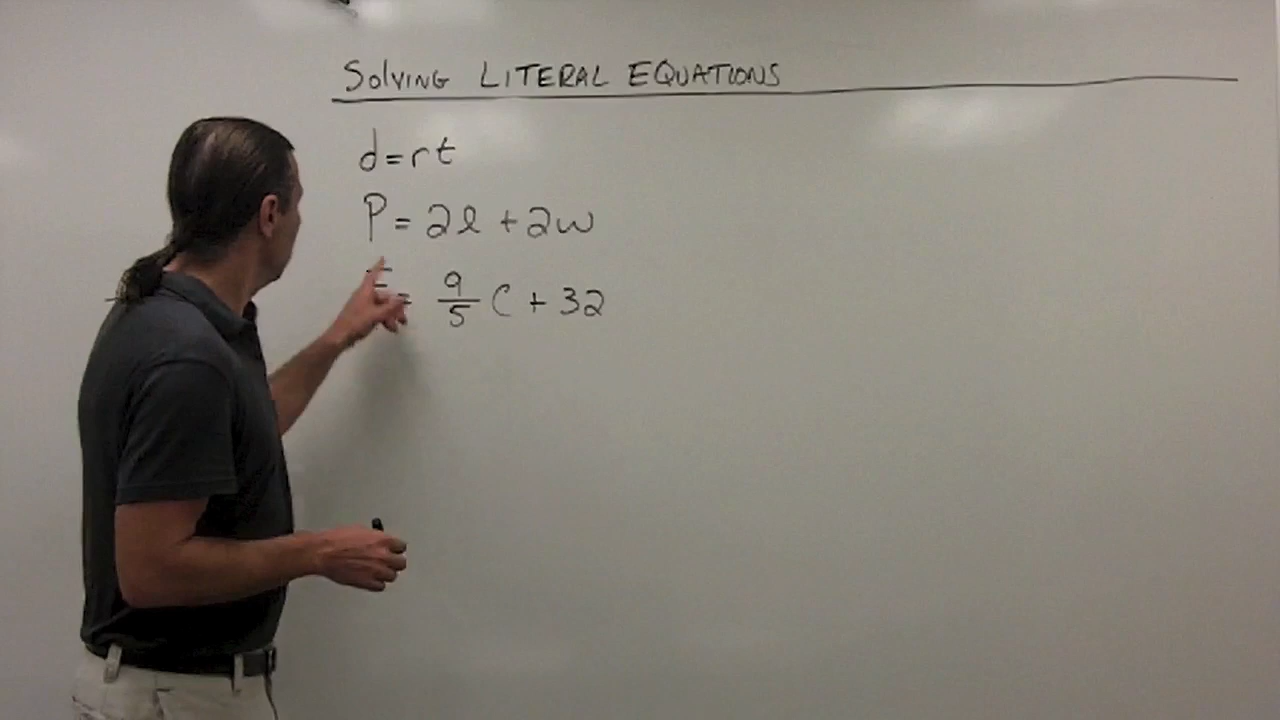 Solving LITERAL EQUATIONS
d=rt
P = 2l + 2w
F = 9/5 C + 32